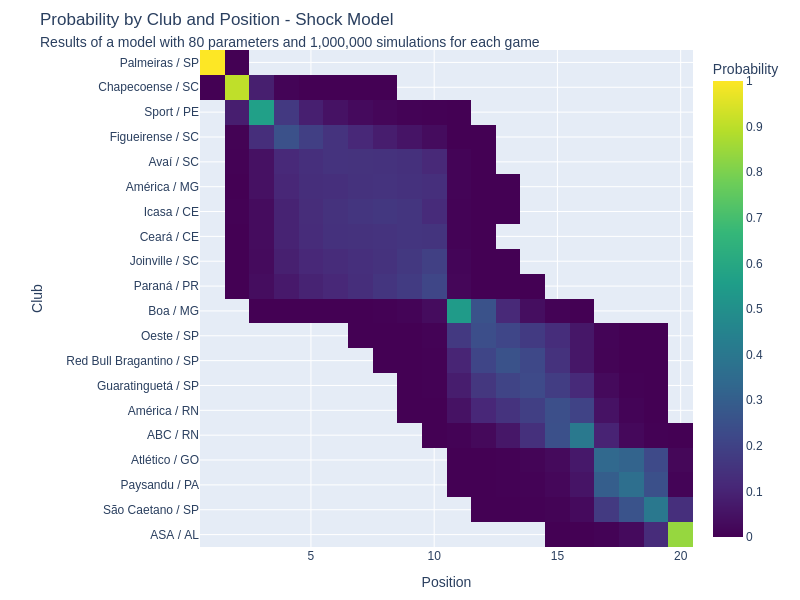 Probability by Club and Position - Shock Model
Results of a model with 80 parameters and 1,000,000 simulations for each game
Palmeiras / SP
Chapecoense / SC
Sport / PE
Figueirense / SC
Avaí / SC
América / MG
Icasa / CE
Ceará / CE
Joinville / SC
Paraná / PR
Boa / MG
Oeste / SP
Red Bull Bragantino / SP
Guaratinguetá / SP
América / RN
ABC / RN
Atlético / GO
Paysandu / PA
São Caetano / SP
ASA / AL
Club
5
10
15
20
Position
Probability
1
0.9
0.8
0.7
0.6
0.5
0.4
0.3
0.2
0.1
0